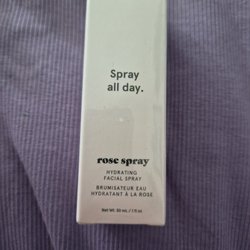 Spray
all day.
rose spray
HYDRATING
FACIAL SPRAY
BRUMISATEUR EAU
HYDRATANT À LA ROSE
Net Wt. 30 mL / 1 fl oz